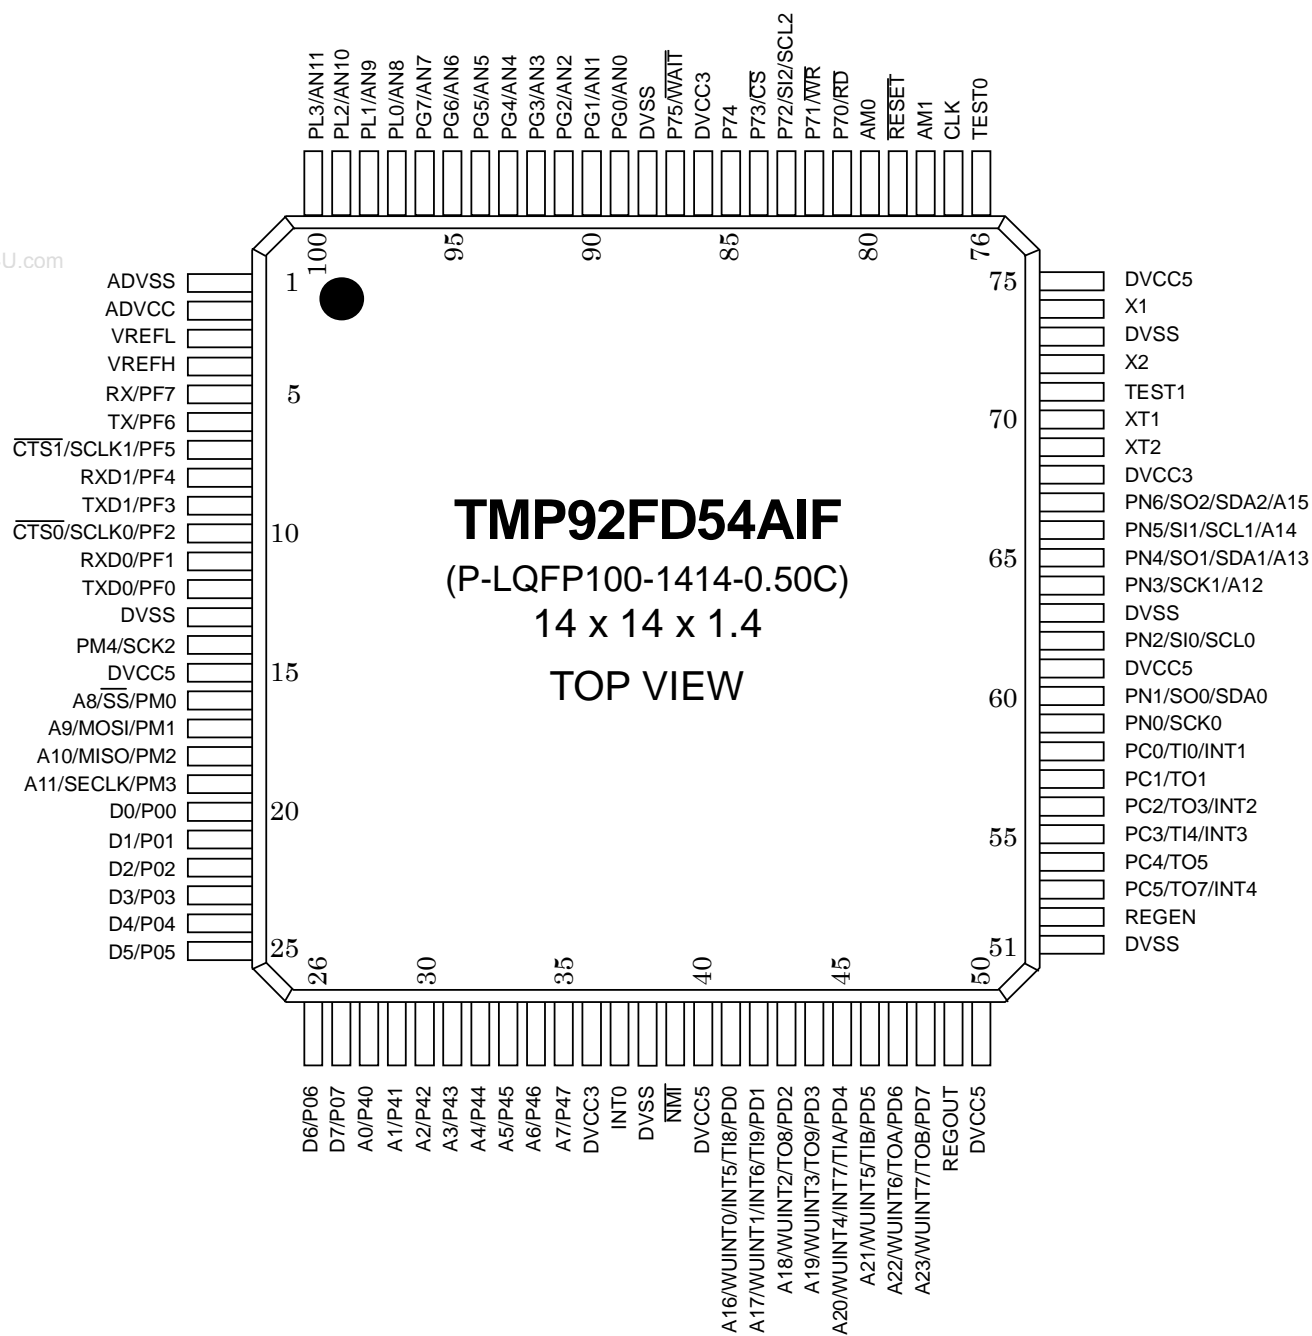 PL3/AN11
PL2/AN10
PL1/AN9
PL0/AN8
PG7/AN7
PG6/AN6
PG5/AN5
PG4/AN4
PG3/AN3
PG2/AN2
PG1/AN1
PG0/AN0
DVSS
P75/WAIT
DVCC3
P74
P73/CS
P72/SI2/SCL2
P71/WR
P70/RD
AM0
RESET
AM1
CLK
TEST0
100
95
90
85
80
76
U.com
ADVSS
ADVCC
VREFL
VREFH
RX/PF7
TX/PF6
CTS1/SCLK1/PF5
RXD1/PF4
TXD1/PF3
CTS0/SCLK0/PF2
RXD0/PF1
TXD0/PF0
DVSS
PM4/SCK2
DVCC5
A8/SS/PM0
A9/MOSI/PM1
A10/MISO/PM2
A11/SECLK/PM3
D0/P00
D1/P01
D2/P02
D3/P03
D4/P04
D5/P05
1
5
10
15
20
25
TMP92FD54AIF
(P-LQFP100-1414-0.50C)
14 x 14 x 1.4
TOP VIEW
75
70
65
60
55
51
DVCC5
X1
DVSS
X2
TEST1
XT1
XT2
DVCC3
PN6/SO2/SDA2/A15
PN5/SI1/SCL1/A14
PN4/SO1/SDA1/A13
PN3/SCK1/A12
DVSS
PN2/SI0/SCL0
DVCC5
PN1/SO0/SDA0
PN0/SCK0
PC0/TI0/INT1
PC1/TO1
PC2/TO3/INT2
PC3/TI4/INT3
PC4/TO5
PC5/TO7/INT4
REGEN
DVSS
26
30
35
40
45
50
D6/P06
D7/P07
A0/P40
A1/P41
A2/P42
A3/P43
A4/P44
A5/P45
A6/P46
A7/P47
DVCC3
INT0
DVSS
NMI
DVCC5
A16/WUINT0/INT5/TI8/PD0
A17/WUINT1/INT6/TI9/PD1
A18/WUINT2/TO8/PD2
A19/WUINT3/TO9/PD3
A20/WUINT4/INT7/TIA/PD4
A21/WUINT5/TIB/PD5
A22/WUINT6/TOA/PD6
A23/WUINT7/TOB/PD7
REGOUT
DVCC5